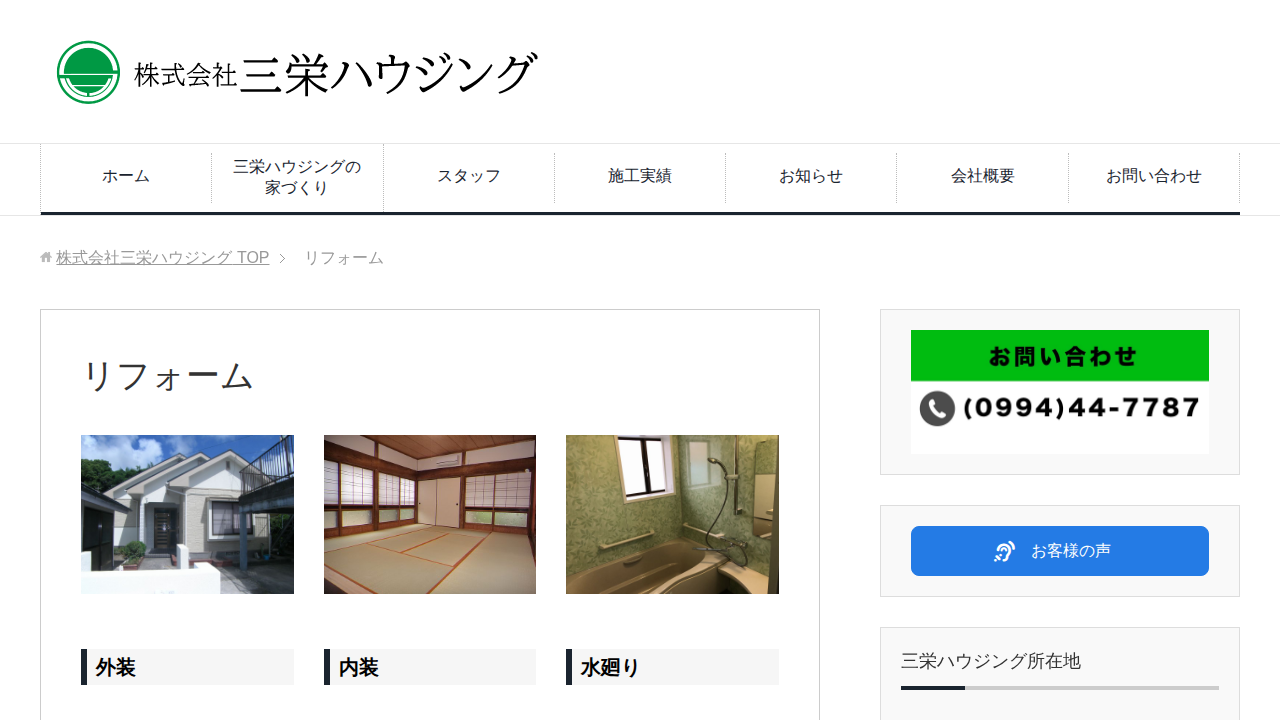 株式会社三栄ハウジング
ホーム
三栄ハウジングの
家づくり
スタッフ
施工実績
お知らせ
会社概要
お問い合わせ
株式会社三栄ハウジング TOP
リフォーム
リフォーム
外装
内装
水廻り
お問い合わせ
(0994)44-7787
お客様の声
三栄ハウジング所在地